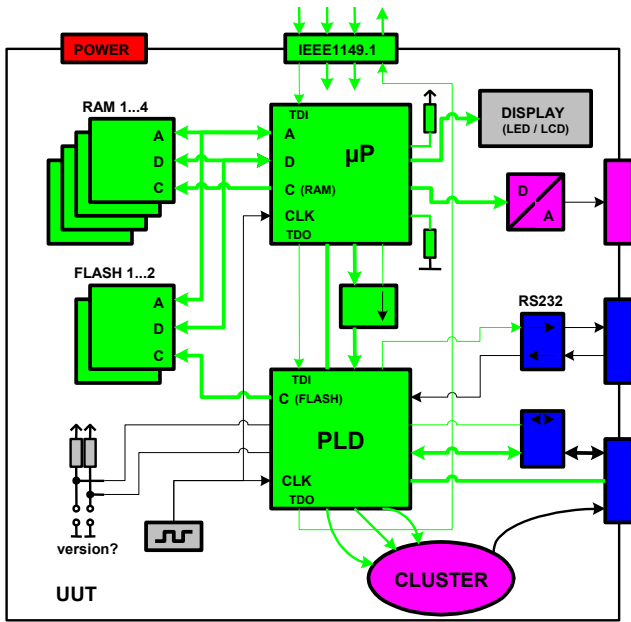 POWER
IEEE1149.1
RAM 1...4
A
D
C
TDI
A
D
C (RAM)
CLK
TDO
µP
DISPLAY
(LED / LCD)
D
A
FLASH 1...2
A
D
C
RS232
TDI
C (FLASH)
PLD
CLK
TDO
version?
CLUSTER
UUT